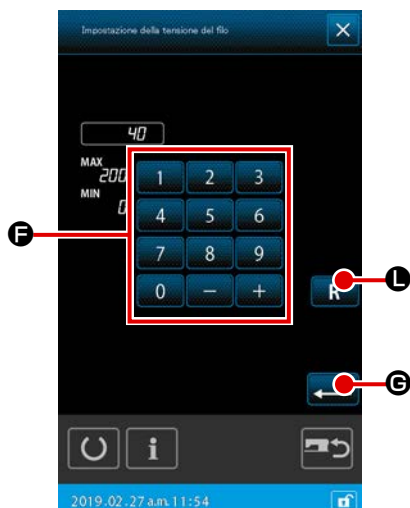 Impostazione della tensione del filo
40
MAX
200
MIN
0
1 2 3
4 5 6
F
7 8 9
0 − +
R
L
G
i
2019.02.27 a.m. 11:54